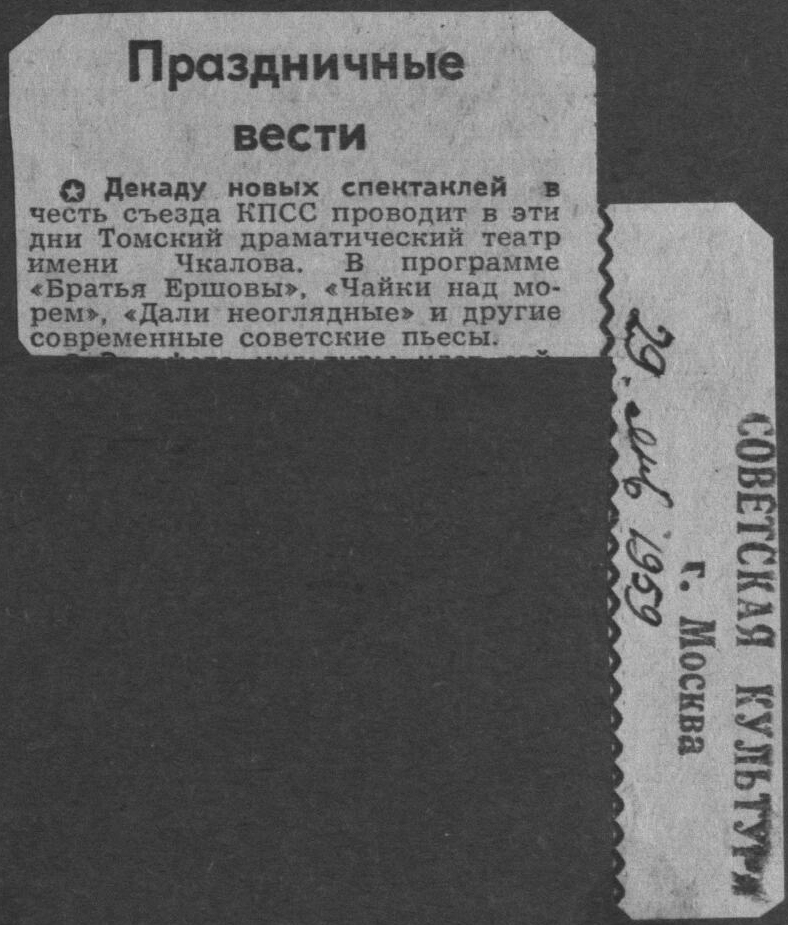 Праздничные
вести
✪ Декаду новых спектаклей в
честь съезда КПСС проводит в эти
дни Томский драматический театр
имени Чкалова. В программе
«Братья Ершовы», «Чайки над мо-
рем», «Дали неоглядные» и другие
современные советские пьесы.
СОВЕТСКАЯ КУЛЬТУРА
г. Москва
29. янв 1959